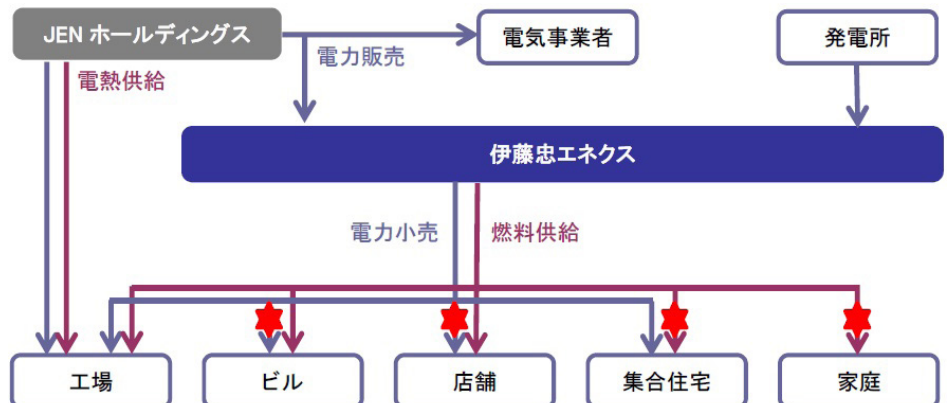 JEN ホールディングス
電気事業者
発電所
電力販売
電熱供給
伊藤忠エネクス
電力小売
燃料供給
工場
ビル
店舗
集合住宅
家庭